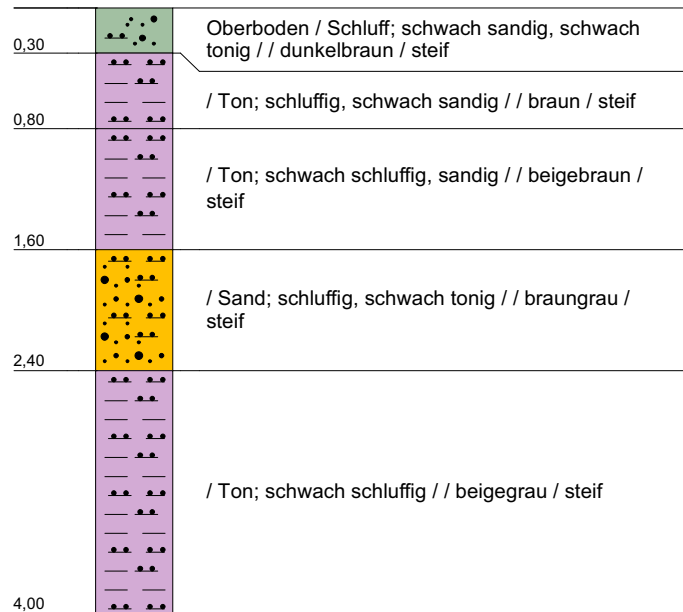 Oberboden / Schluff; schwach sandig, schwach
tonig / / dunkelbraun / steif
0,30
/ Ton; schluffig, schwach sandig / / braun / steif
0,80
/ Ton; schwach schluffig, sandig / / beigebraun /
steif
1,60
/ Sand; schluffig, schwach tonig / / braungrau /
steif
2,40
/ Ton; schwach schluffig / / beigegrau / steif
4,00